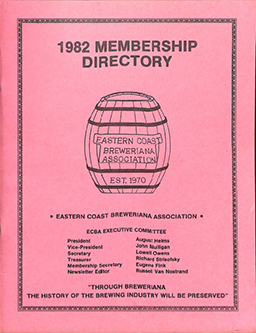 1982 MEMBERSHIP
DIRECTORY
EASTERN COAST
BREWERIANA
ASSOCIATION
EST. 1970
• EASTERN COAST BREWERIANA ASSOCIATION •
ECBA EXECUTIVE COMMITTEE
President August Helms
Vice-President John Mulligan
Secretary Lowell Owens
Treasurer Richard
Membership Secretary Eugene Fink
Newsletter Editor Russel Van Nostrand
"THROUGH BREWERIANA
THE HISTORY OF THE BREWING INDUSTRY WILL BE PRESERVED"